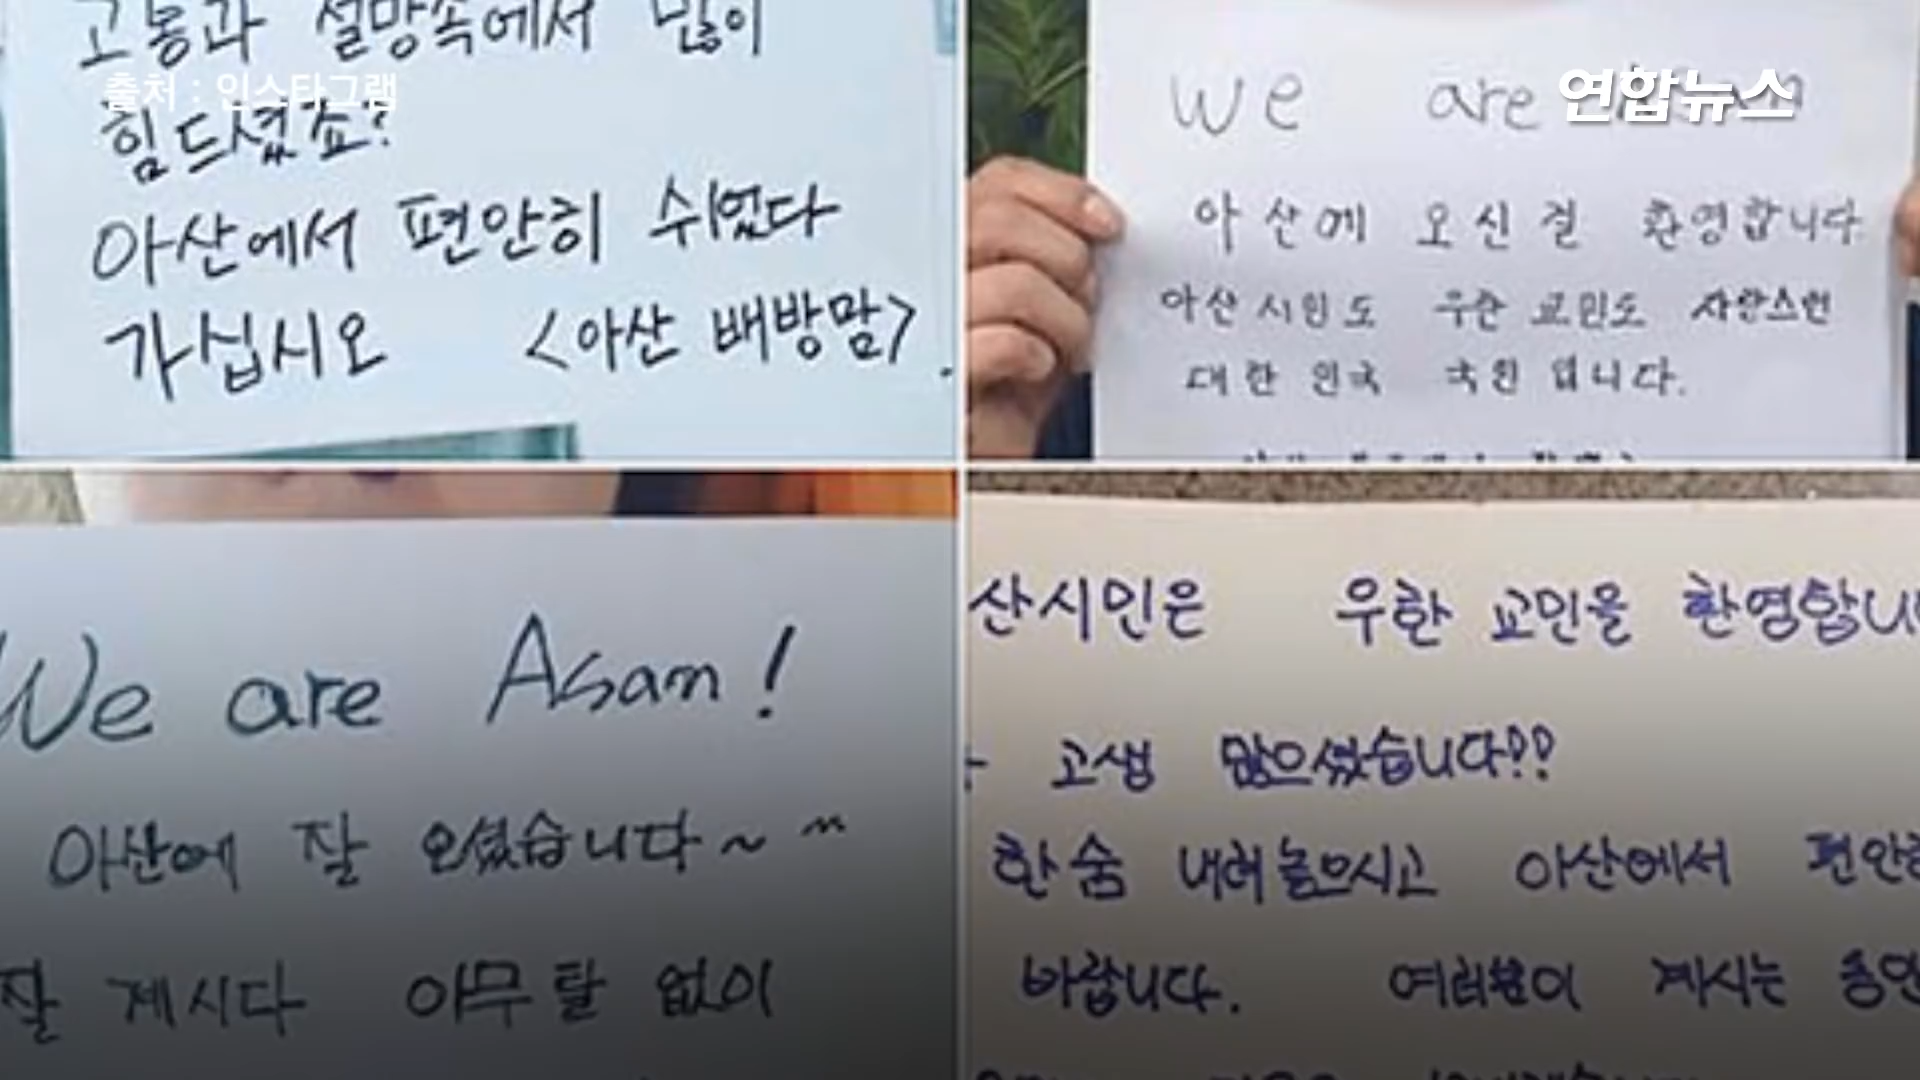 고통과 절망속에서 많이
출처 : 인스타그램
힘드셨죠?
아산에서 편안히 쉬었다
가십시오 <아산 배방맘>.
연합뉴스
We are
아산에 오신걸 환영합니다
아산 시민도 우한 교민도 자랑스런
대한 민국 국민 입니다.
We are Asan!
아산에 잘 오셨습니다~^^
잘 계시다 아무 탈 없이
산시민은 우한 교민을 환영합니
고생 많으셨습니다??
한숨 내려 놓으시고 아산에서 편안히
바랍니다. 여러분이 계시는 동안